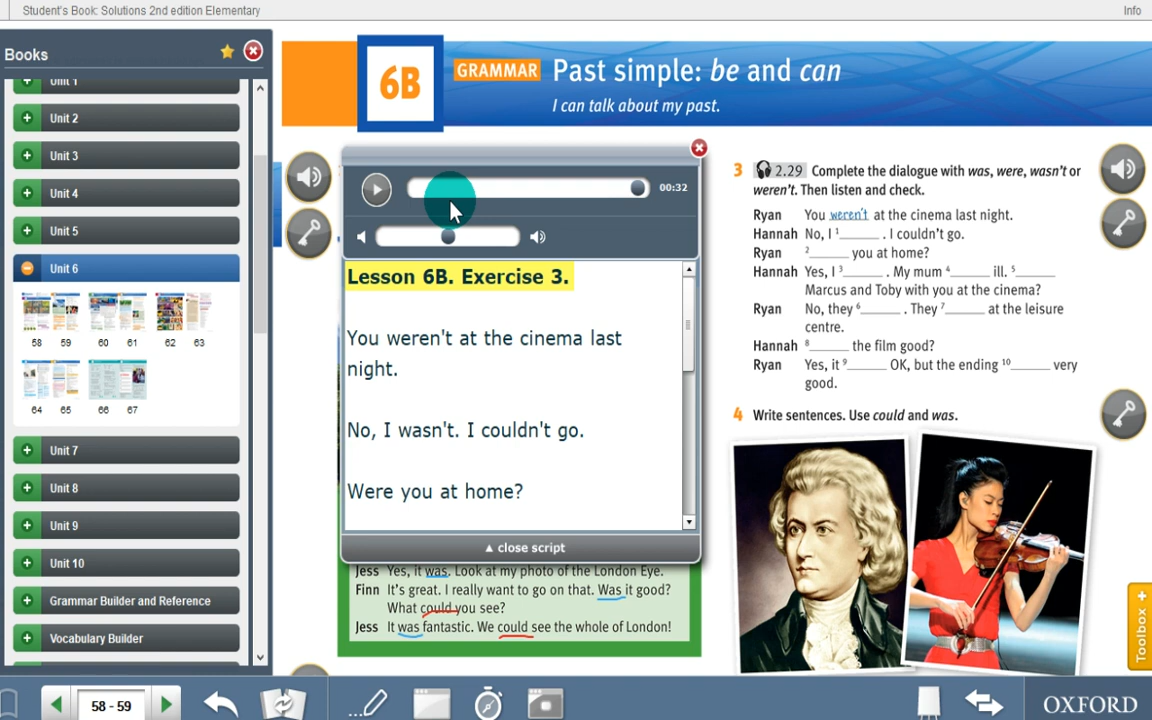 Student's Book: Solutions 2nd edition Elementary
Info
Books
Unit 1
Unit 2
Unit 3
Unit 4
Unit 5
Unit 6
58 59 60 61 62 63
64 65 66 67
Unit 7
Unit 8
Unit 9
Unit 10
Grammar Builder and Reference
Vocabulary Builder
58 - 59
6B
GRAMMAR Past simple: be and can
I can talk about my past.
00:32
Lesson 6B. Exercise 3.
You weren't at the cinema last
night.
No, I wasn't. I couldn't go.
Were you at home?
close script
Jess Yes, it was. Look at my photo of the London Eye.
Finn It's great. I really want to go on that. Was it good?
What could you see?
Jess It was fantastic. We could see the whole of London!
3 2.29 Complete the dialogue with was, were, wasn't or
weren't. Then listen and check.
Ryan You weren't at the cinema last night.
Hannah No, I 1______ . I couldn't go.
Ryan 2______ you at home?
Hannah Yes, I 3______ . My mum 4______ ill. 5______
Marcus and Toby with you at the cinema?
Ryan No, they 6______ . They 7______ at the leisure
centre.
Hannah 8______ the film good?
Ryan Yes, it 9______ OK, but the ending 10______ very
good.
4 Write sentences. Use could and was.
Toolbox
OXFORD